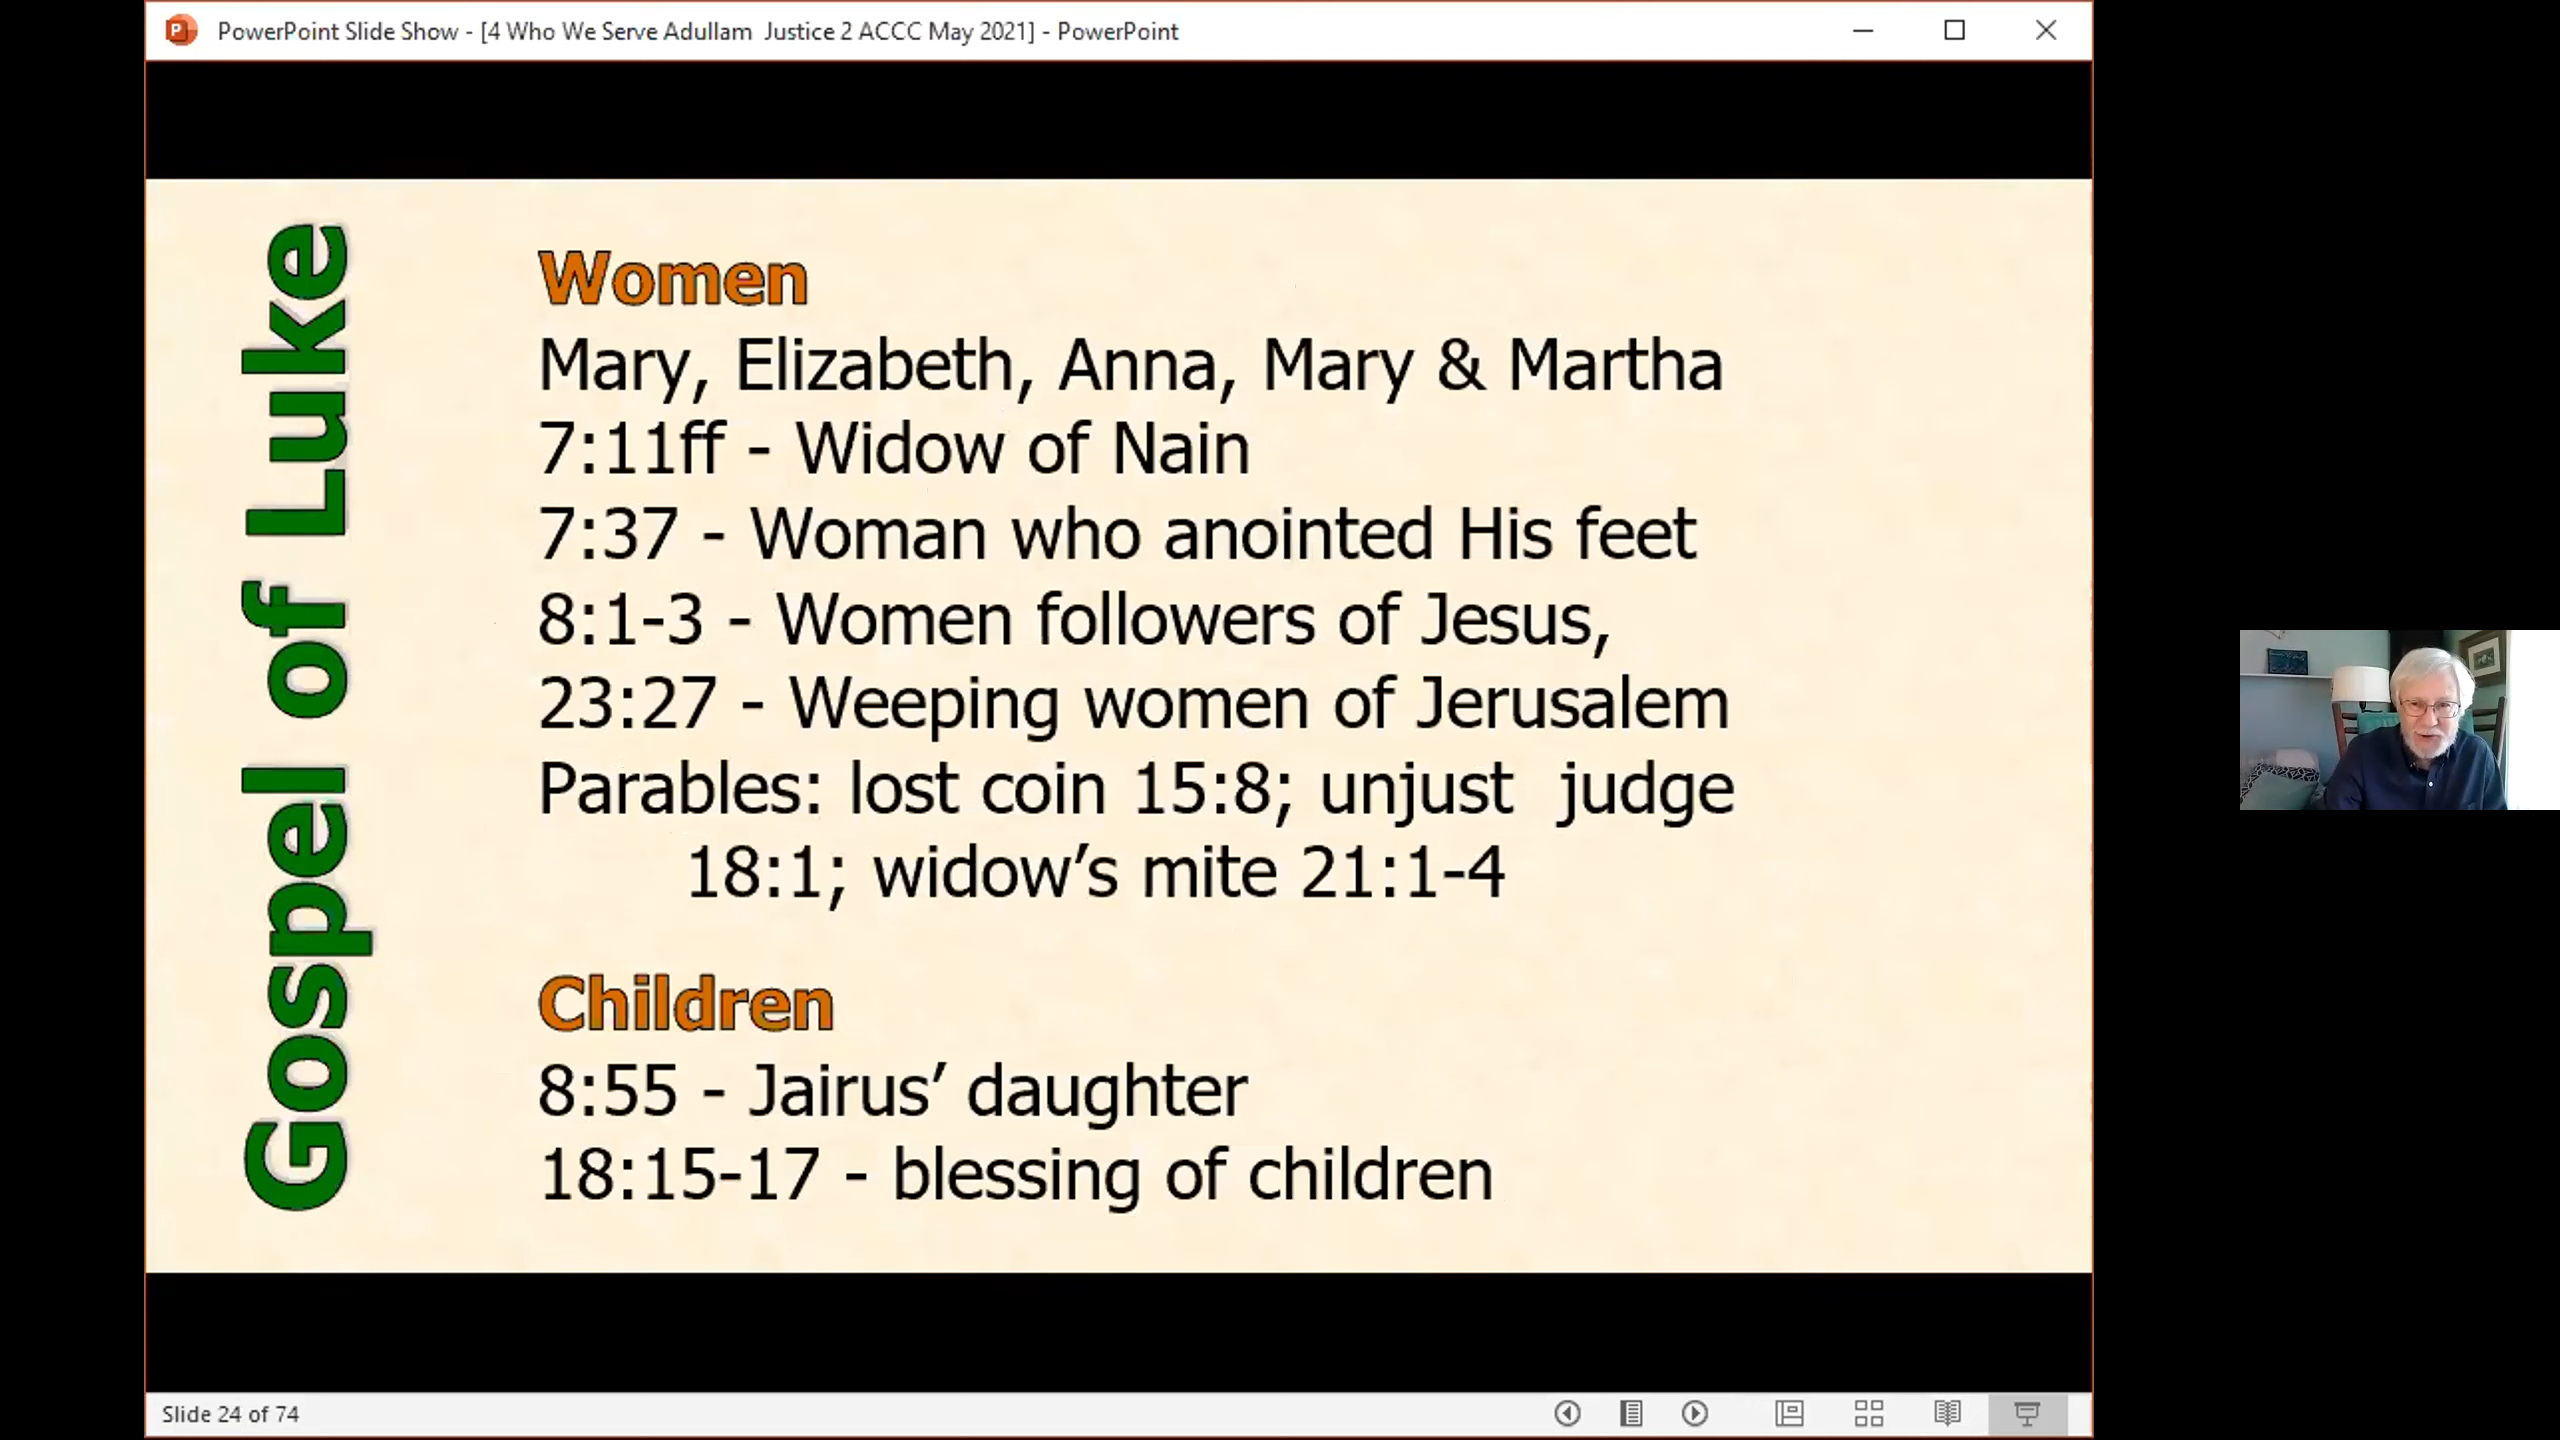 PowerPoint Slide Show - [4 Who We Serve Adullam  Justice 2 ACCC May 2021] - PowerPoint
Gospel of Luke
Women
Mary, Elizabeth, Anna, Mary & Martha
7:11ff - Widow of Nain
7:37 - Woman who anointed His feet
8:1-3 - Women followers of Jesus,
23:27 - Weeping women of Jerusalem
Parables: lost coin 15:8; unjust  judge
18:1; widow’s mite 21:1-4
Children
8:55 - Jairus’ daughter
18:15-17 - blessing of children
Slide 24 of 74